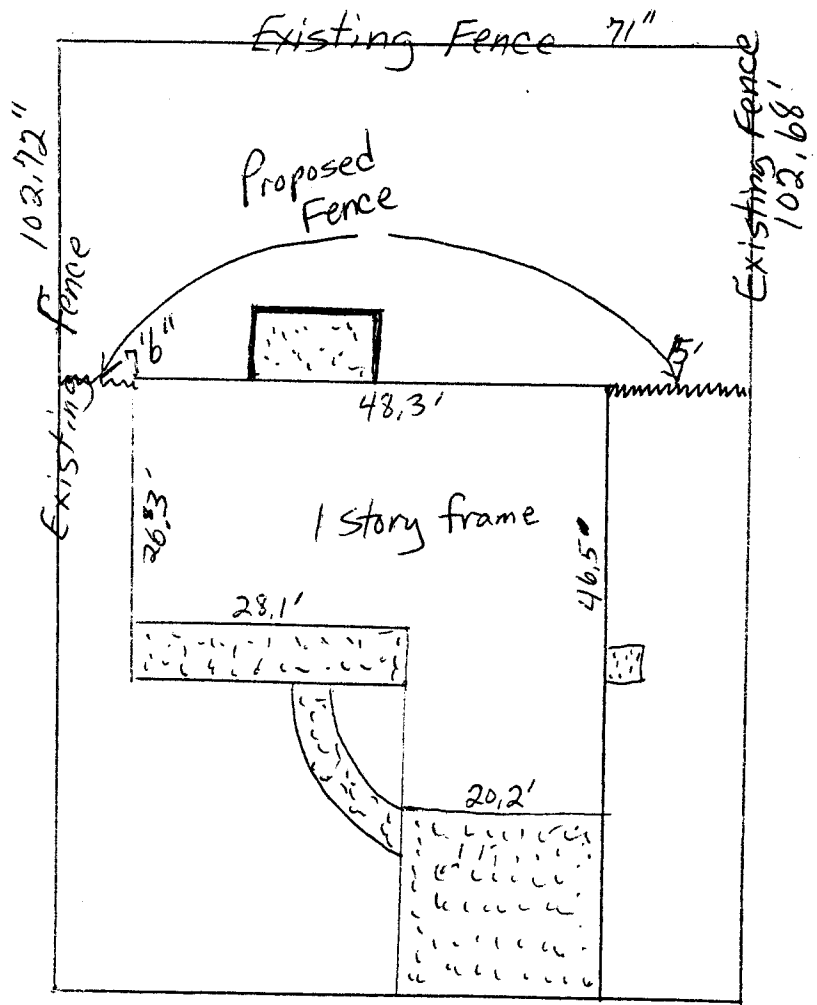 Existing Fence 71"
102.72"
Existing Fence
Existing Fence
102.68'
Proposed
Fence
7'6"
5'
48.3'
26.3'
1 story frame
46.5"
28.1'
20.2'